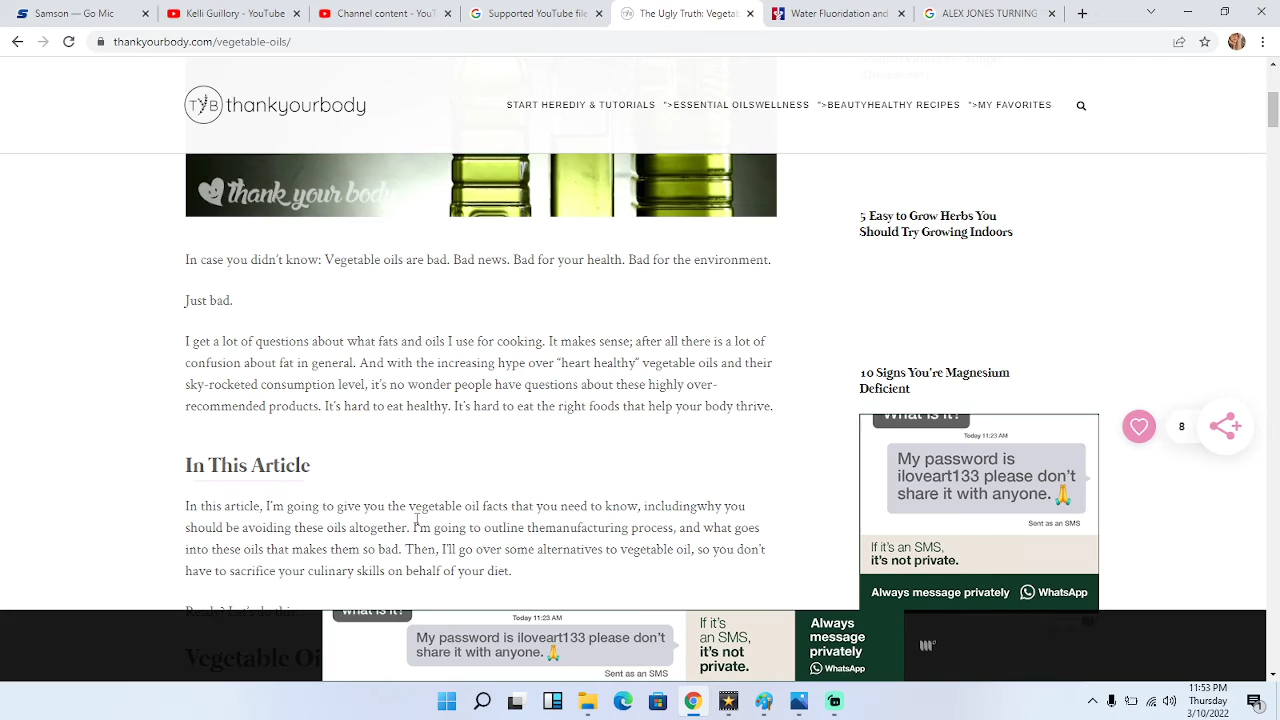 Samson: Mc
Kelli Guillory - YouTub
Channel content - YouT
Supported YouTube file
The Ugly Truth: Vegetab
Water Fluoridation and
ALEX JONES TURNING
thankyourbody.com/vegetable-oils/
TYB thankyourbody
START HEREDIY & TUTORIALS ">ESSENTIAL OILSWELLNESS ">BEAUTYHEALTHY RECIPES ">MY FAVORITES
thank your body
In case you didn't know: Vegetable oils are bad. Bad news. Bad for your health. Bad for the environment.
Just bad.
I get a lot of questions about what fats and oils I use for cooking. It makes sense; after all there is a lot of
confusion about fat in general. And with the increasing hype over "heart healthy" vegetable oils and their
sky-rocketed consumption level, it's no wonder people have questions about these highly over-
recommended products. It's hard to eat healthy. It's hard to eat the right foods that help your body thrive.
In This Article
In this article, I'm going to give you the vegetable oil facts that you need to know, includingwhy you
should be avoiding these oils altogether. I'm going to outline themanufacturing process, and what goes
into these oils that makes them so bad. Then, I'll go over some alternatives to vegetable oil, so you don't
have to sacrifice your culinary skills on behalf of your diet.
Vegetable Oi
5 Easy to Grow Herbs You
Should Try Growing Indoors
10 Signs You're Magnesium
Deficient
What is it?
Today 11:23 AM
My password is
iloveart133 please don't
share it with anyone.🙏
Sent as an SMS
If it's an SMS,
it's not private.
Always message privately WhatsApp
8
What is it?
Today 11:23 AM
My password is iloveart133 please don't
share it with anyone.🙏
Sent as an SMS
If it's
an SMS,
it's not
private.
Always
message
privately
WhatsApp
11:53 PM
Thursday
3/10/2022
1